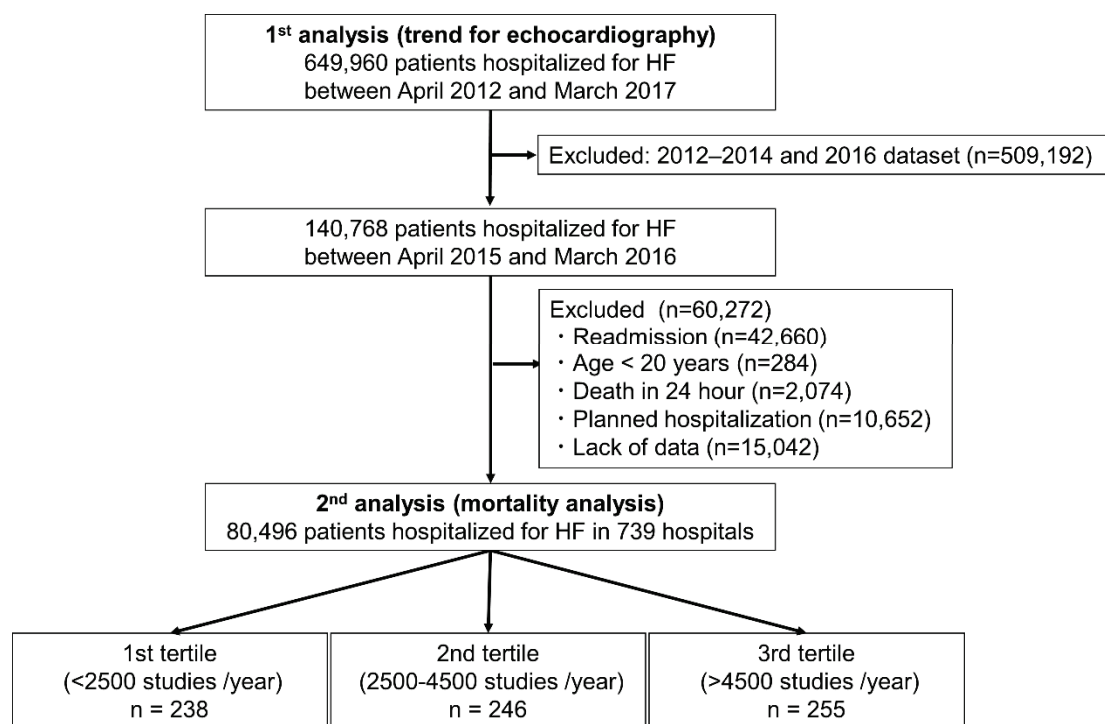 1st analysis (trend for echocardiography)
649,960 patients hospitalized for HF
between April 2012 and March 2017
Excluded: 2012–2014 and 2016 dataset (n=509,192)
140,768 patients hospitalized for HF
between April 2015 and March 2016
Excluded (n=60,272)
・Readmission (n=42,660)
・Age < 20 years (n=284)
・Death in 24 hour (n=2,074)
・Planned hospitalization (n=10,652)
・Lack of data (n=15,042)
2nd analysis (mortality analysis)
80,496 patients hospitalized for HF in 739 hospitals
1st tertile
(<2500 studies /year)
n = 238
2nd tertile
(2500-4500 studies /year)
n = 246
3rd tertile
(>4500 studies /year)
n = 255